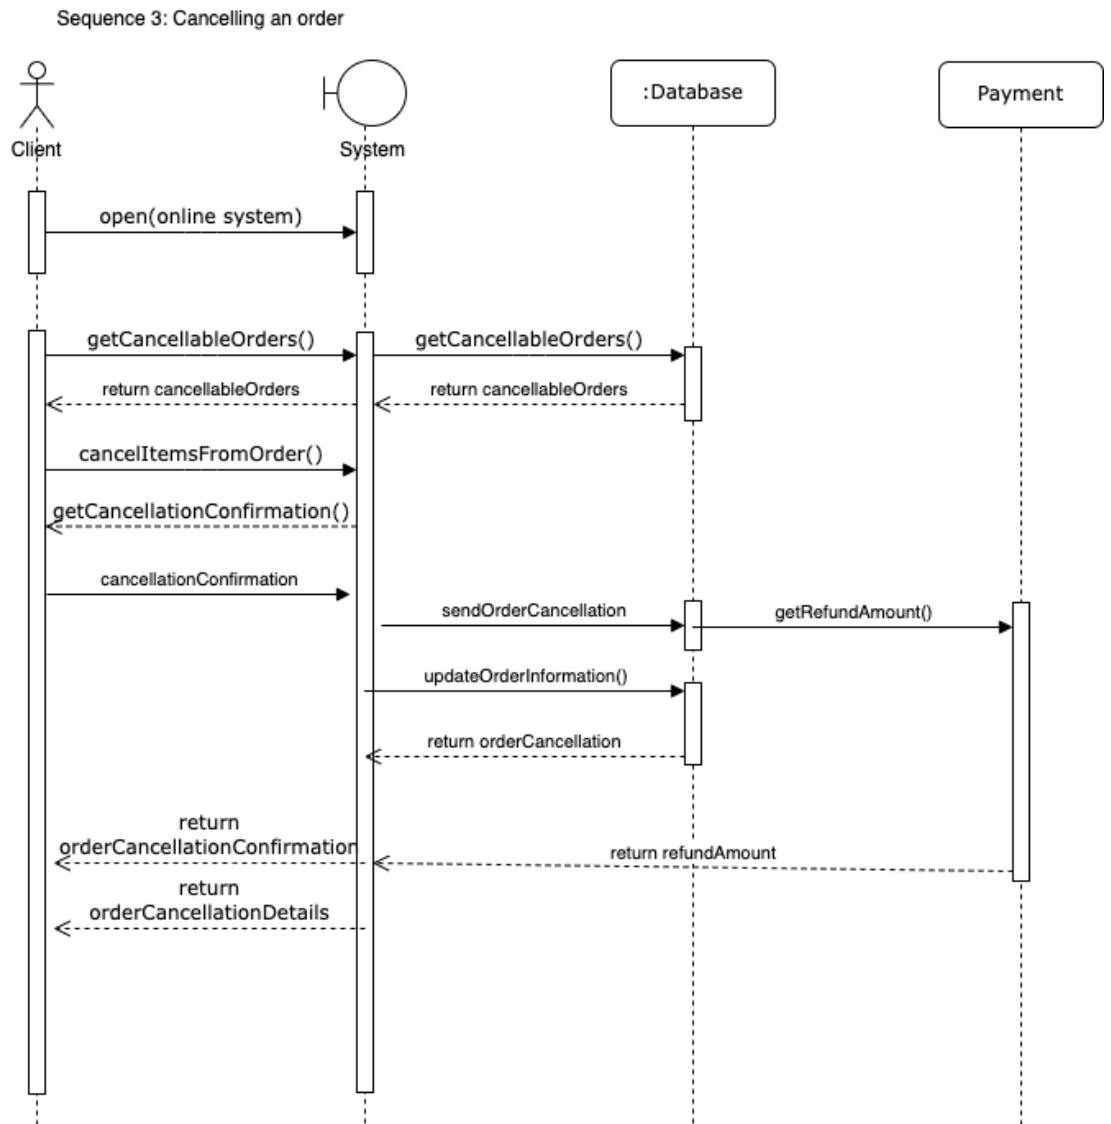 Sequence 3: Cancelling an order
:Database
Payment
Client
System
open(online system)
getCancellableOrders()
getCancellableOrders()
return cancellableOrders
return cancellableOrders
cancelItemsFromOrder()
getCancellationConfirmation()
cancellationConfirmation
sendOrderCancellation
getRefundAmount()
updateOrderInformation()
return orderCancellation
return
orderCancellationConfirmation
return refundAmount
return
orderCancellationDetails